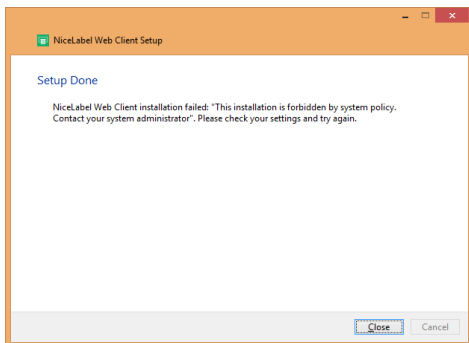 NiceLabel Web Client Setup
Setup Done
NiceLabel Web Client installation failed: "This installation is forbidden by system policy.
Contact your system administrator". Please check your settings and try again.
Close Cancel